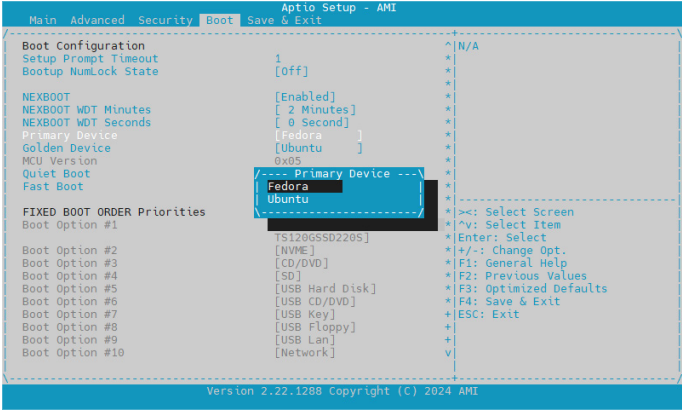 Aptio Setup - AMI
Main Advanced Security Boot Save & Exit
Boot Configuration ^|N/A
Setup Prompt Timeout 1 *|
Bootup NumLock State [Off] *|
*|
NEXBOOT [Enabled] *|
NEXBOOT WDT Minutes [ 2 Minutes] *|
NEXBOOT WDT Seconds [ 0 Second] *|
Primary Device [Fedora ] *|
Golden Device [Ubuntu ] *|
MCU Version 0x05 *|
Quiet Boot /---- Primary Device ---\ *|
Fast Boot | Fedora | *|
| Ubuntu | *|
FIXED BOOT ORDER Priorities \-----------------------/ *|><: Select Screen
Boot Option #1 *|^v: Select Item
TS120GSSD220S] *|Enter: Select
Boot Option #2 [NVME] *|+/-: Change Opt.
Boot Option #3 [CD/DVD] *|F1: General Help
Boot Option #4 [SD] *|F2: Previous Values
Boot Option #5 [USB Hard Disk] *|F3: Optimized Defaults
Boot Option #6 [USB CD/DVD] *|F4: Save & Exit
Boot Option #7 [USB Key] +|ESC: Exit
Boot Option #8 [USB Floppy] +|
Boot Option #9 [USB Lan] +|
Boot Option #10 [Network] v|
Version 2.22.1288 Copyright (C) 2024 AMI